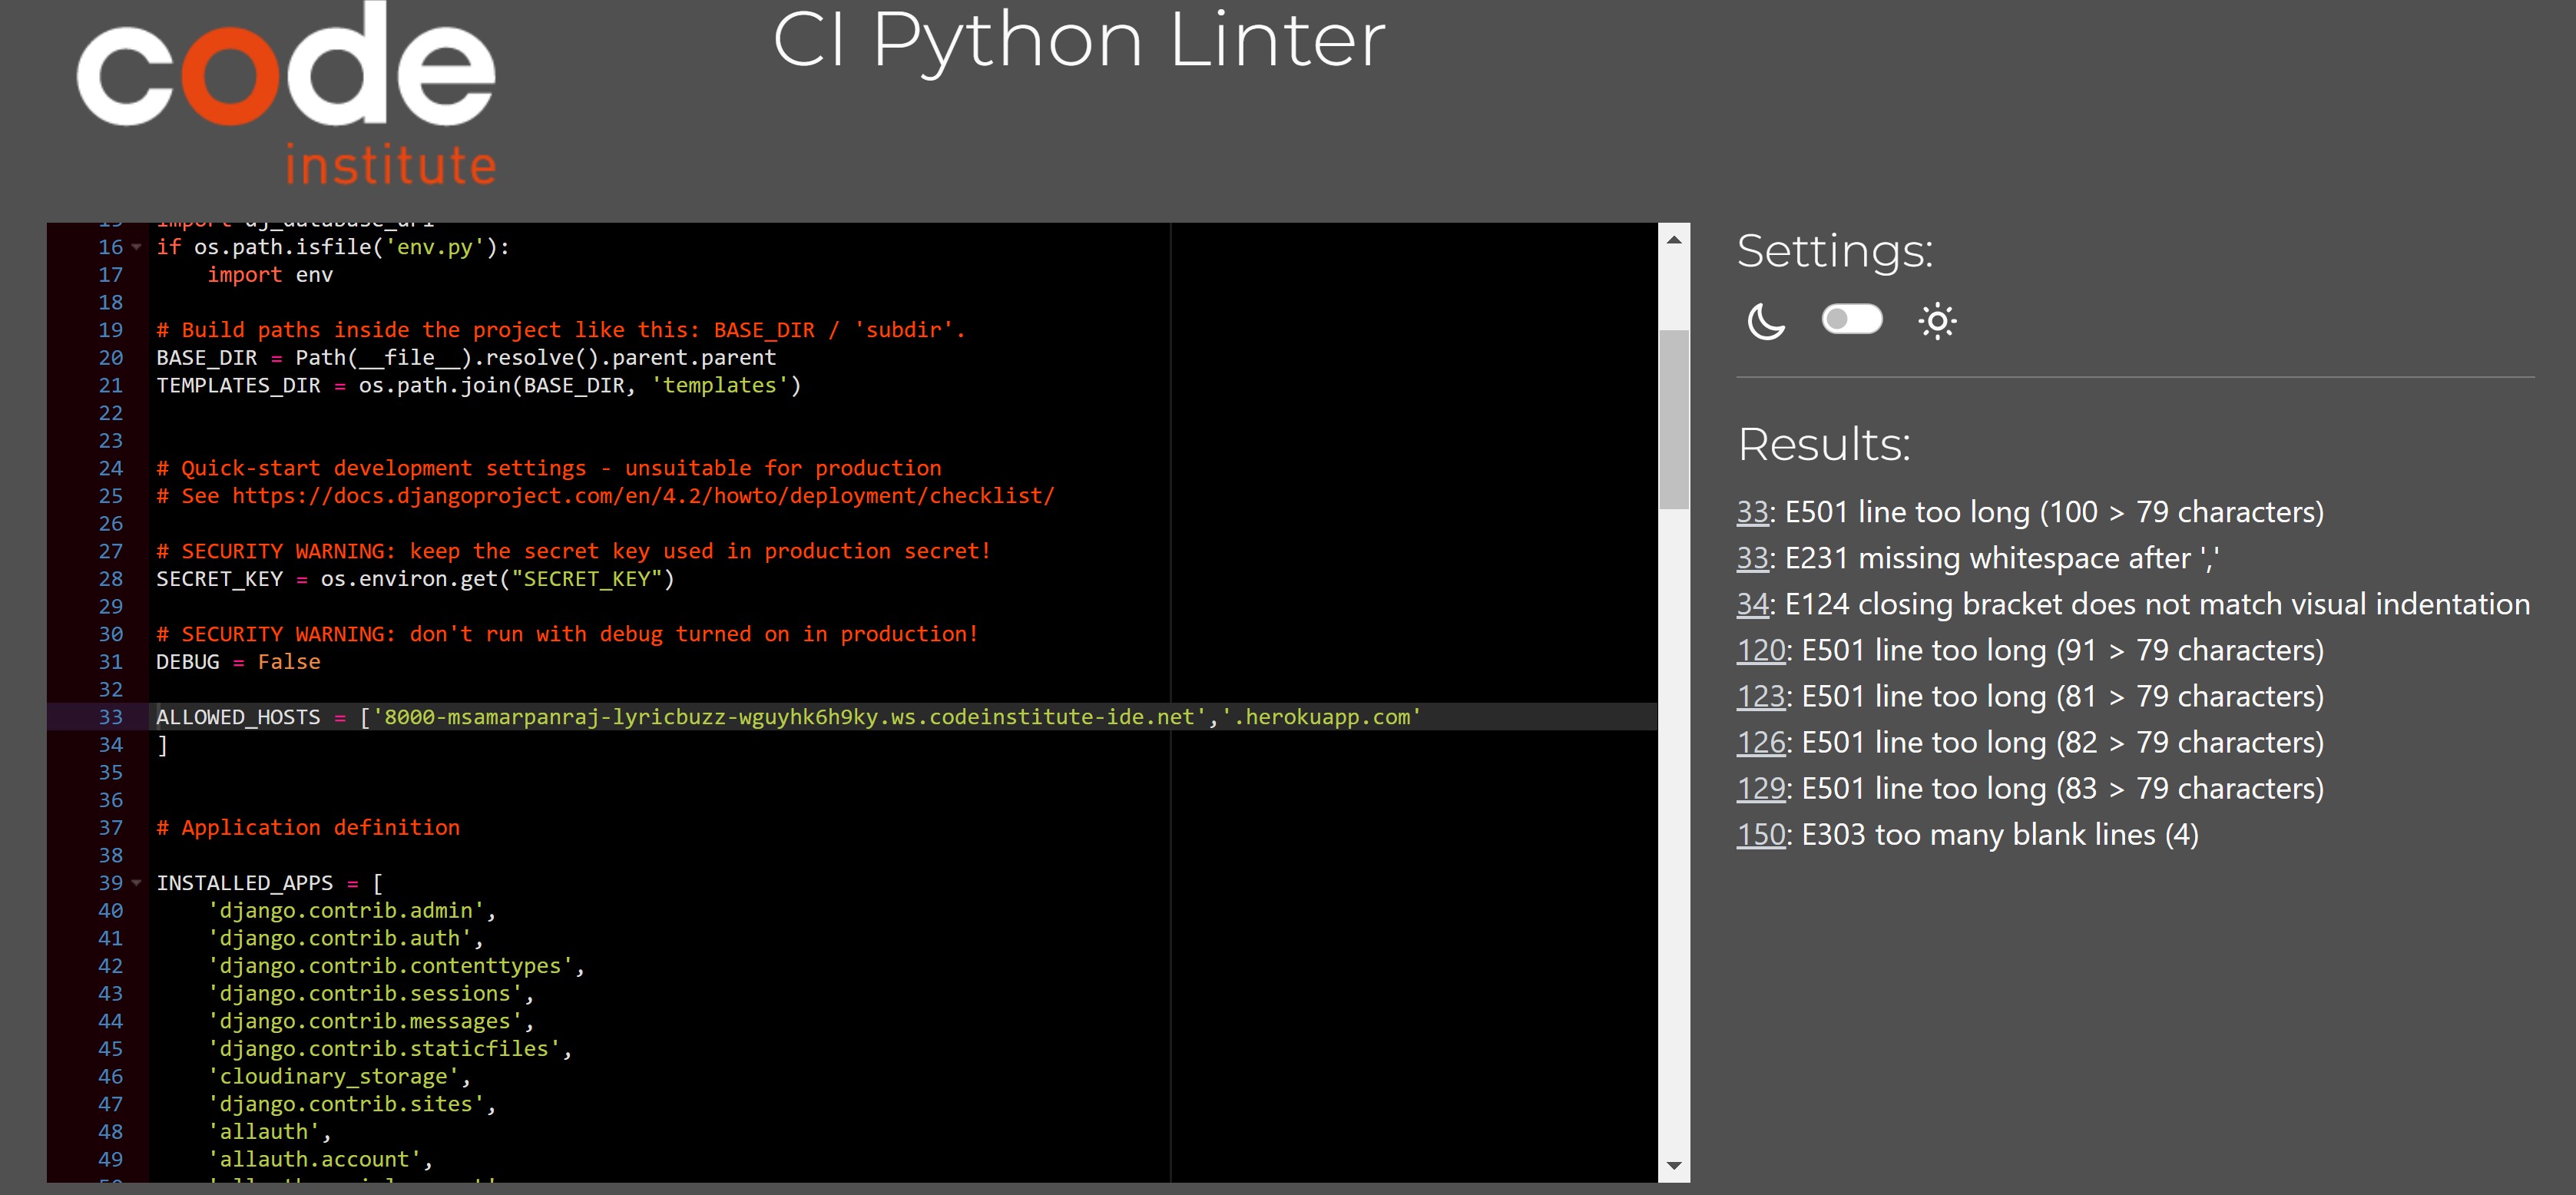 code
institute
CI Python Linter
15 import dj_database_url
16 if os.path.isfile('env.py'):
17     import env
18
19 # Build paths inside the project like this: BASE_DIR / 'subdir'.
20 BASE_DIR = Path(__file__).resolve().parent.parent
21 TEMPLATES_DIR = os.path.join(BASE_DIR, 'templates')
22
23
24 # Quick-start development settings - unsuitable for production
25 # See https://docs.djangoproject.com/en/4.2/howto/deployment/checklist/
26
27 # SECURITY WARNING: keep the secret key used in production secret!
28 SECRET_KEY = os.environ.get("SECRET_KEY")
29
30 # SECURITY WARNING: don't run with debug turned on in production!
31 DEBUG = False
32
33 ALLOWED_HOSTS = ['8000-msamarpanraj-lyricbuzz-wguyhk6h9ky.ws.codeinstitute-ide.net','.herokuapp.com'
34 ]
35
36
37 # Application definition
38
39 INSTALLED_APPS = [
40     'django.contrib.admin',
41     'django.contrib.auth',
42     'django.contrib.contenttypes',
43     'django.contrib.sessions',
44     'django.contrib.messages',
45     'django.contrib.staticfiles',
46     'cloudinary_storage',
47     'django.contrib.sites',
48     'allauth',
49     'allauth.account',
Settings:
Results:
33: E501 line too long (100 > 79 characters)
33: E231 missing whitespace after ','
34: E124 closing bracket does not match visual indentation
120: E501 line too long (91 > 79 characters)
123: E501 line too long (81 > 79 characters)
126: E501 line too long (82 > 79 characters)
129: E501 line too long (83 > 79 characters)
150: E303 too many blank lines (4)